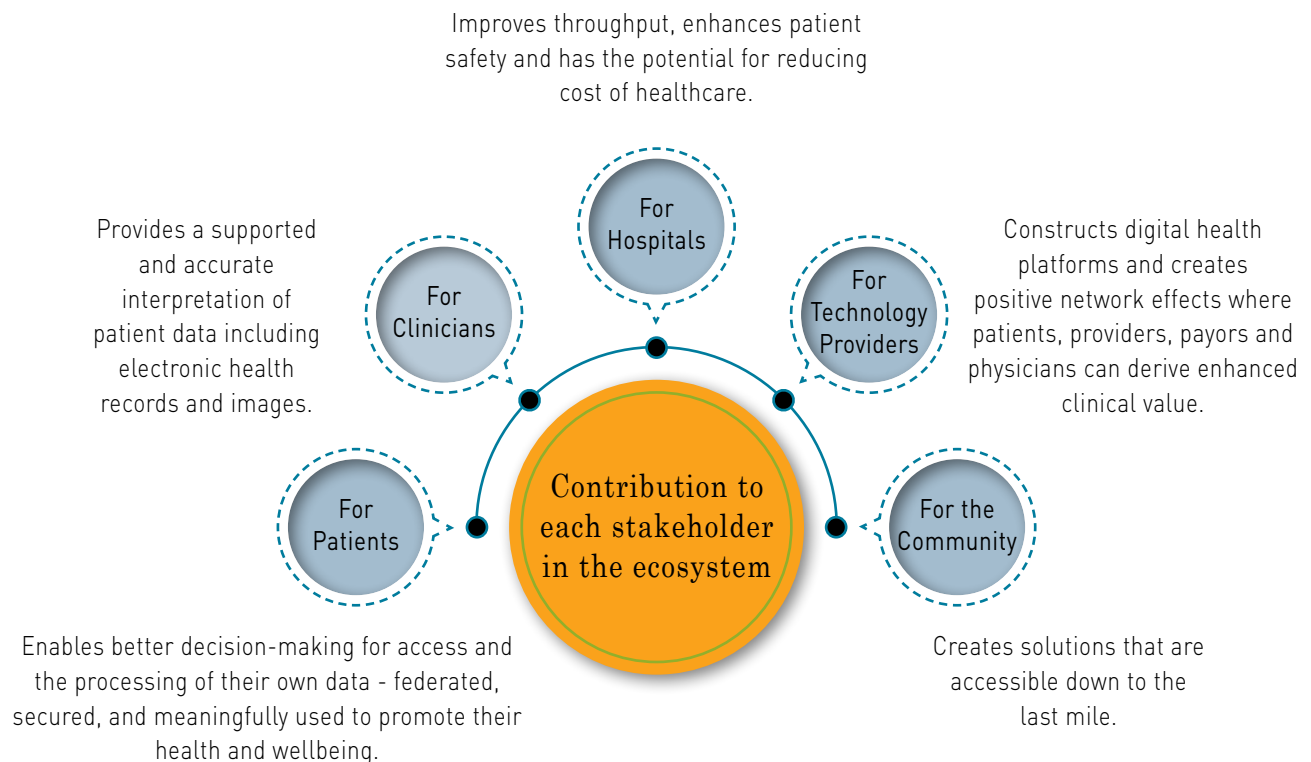 Improves throughput, enhances patient
safety and has the potential for reducing
cost of healthcare.
For
Hospitals
Provides a supported
and accurate
interpretation of
patient data including
electronic health
records and images.
For
Clinicians
For
Technology
Providers
Constructs digital health
platforms and creates
positive network effects where
patients, providers, payors and
physicians can derive enhanced
clinical value.
For
Patients
Contribution to
each stakeholder
in the ecosystem
For the
Community
Enables better decision-making for access and
the processing of their own data - federated,
secured, and meaningfully used to promote their
health and wellbeing.
Creates solutions that are
accessible down to the
last mile.